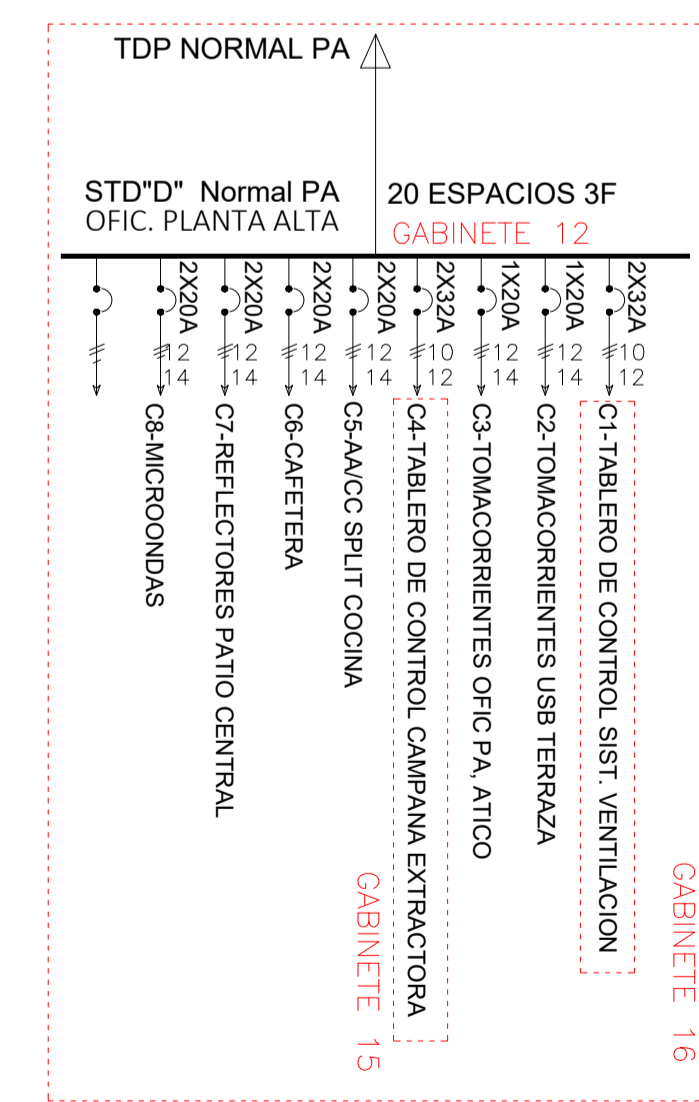 TDP NORMAL PA
STD"D" Normal PA
OFIC. PLANTA ALTA
20 ESPACIOS 3F
GABINETE 12
2X20A
12
14
C8-MICROONDAS
2X20A
12
14
C7-REFLECTORES PATIO CENTRAL
2X20A
12
14
C6-CAFETERA
2X20A
12
14
C5-AA/CC SPLIT COCINA
2X32A
10
12
C4-TABLERO DE CONTROL CAMPANA EXTRACTORA
GABINETE 15
1X20A
12
14
C3-TOMACORRIENTES OFIC PA, ATICO
1X20A
12
14
C2-TOMACORRIENTES USB TERRAZA
2X32A
10
12
C1-TABLERO DE CONTROL SIST. VENTILACION
GABINETE 16